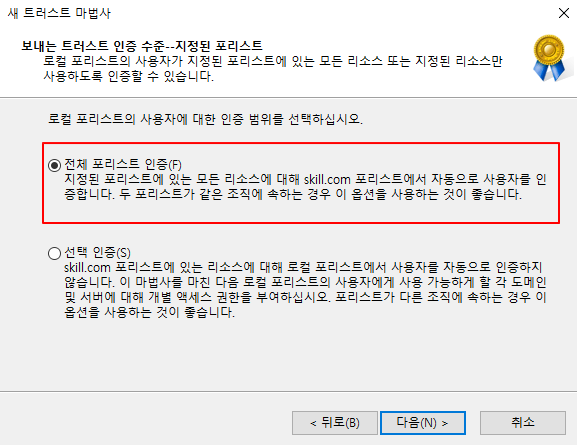 새 트러스트 마법사
보내는 트러스트 인증 수준--지정된 포리스트
로컬 포리스트의 사용자가 지정된 포리스트에 있는 모든 리소스 또는 지정된 리소스만
사용하도록 인증할 수 있습니다.
로컬 포리스트의 사용자에 대한 인증 범위를 선택하십시오.
전체 포리스트 인증(F)
지정된 포리스트에 있는 모든 리소스에 대해 skill.com 포리스트에서 자동으로 사용자를 인
증합니다. 두 포리스트가 같은 조직에 속하는 경우 이 옵션을 사용하는 것이 좋습니다.
선택 인증(S)
skill.com 포리스트에 있는 리소스에 대해 로컬 포리스트에서 사용자를 자동으로 인증하지
않습니다. 이 마법사를 마친 다음 로컬 포리스트의 사용자에게 사용 가능하게 할 각 도메인
및 서버에 대해 개별 액세스 권한을 부여하십시오. 포리스트가 다른 조직에 속하는 경우 이
옵션을 사용하는 것이 좋습니다.
< 뒤로(B)
다음(N) >
취소